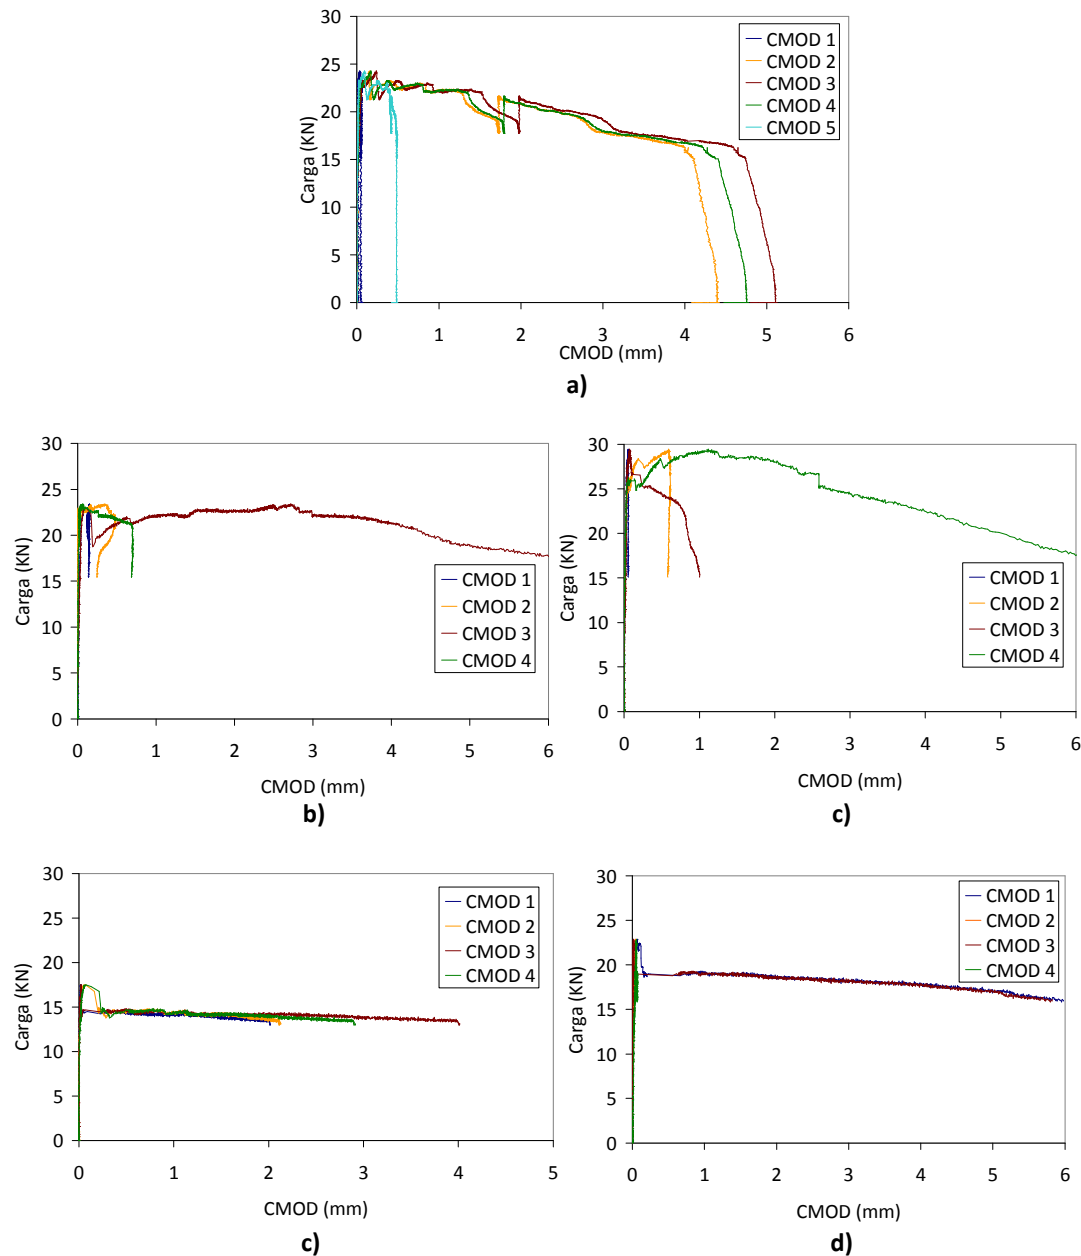 30
25
20
15
10
5
0
Carga (KN)
CMOD 1
CMOD 2
CMOD 3
CMOD 4
CMOD 5
0 1 2 3 4 5 6
CMOD (mm)
a)
30
25
20
15
10
5
0
Carga (KN)
CMOD 1
CMOD 2
CMOD 3
CMOD 4
0 1 2 3 4 5 6
CMOD (mm)
b)
30
25
20
15
10
5
0
Carga (KN)
CMOD 1
CMOD 2
CMOD 3
CMOD 4
0 1 2 3 4 5 6
CMOD (mm)
c)
30
25
20
15
10
5
0
Carga (KN)
CMOD 1
CMOD 2
CMOD 3
CMOD 4
0 1 2 3 4 5
CMOD (mm)
c)
30
25
20
15
10
5
0
Carga (KN)
CMOD 1
CMOD 2
CMOD 3
CMOD 4
0 1 2 3 4 5 6
CMOD (mm)
d)